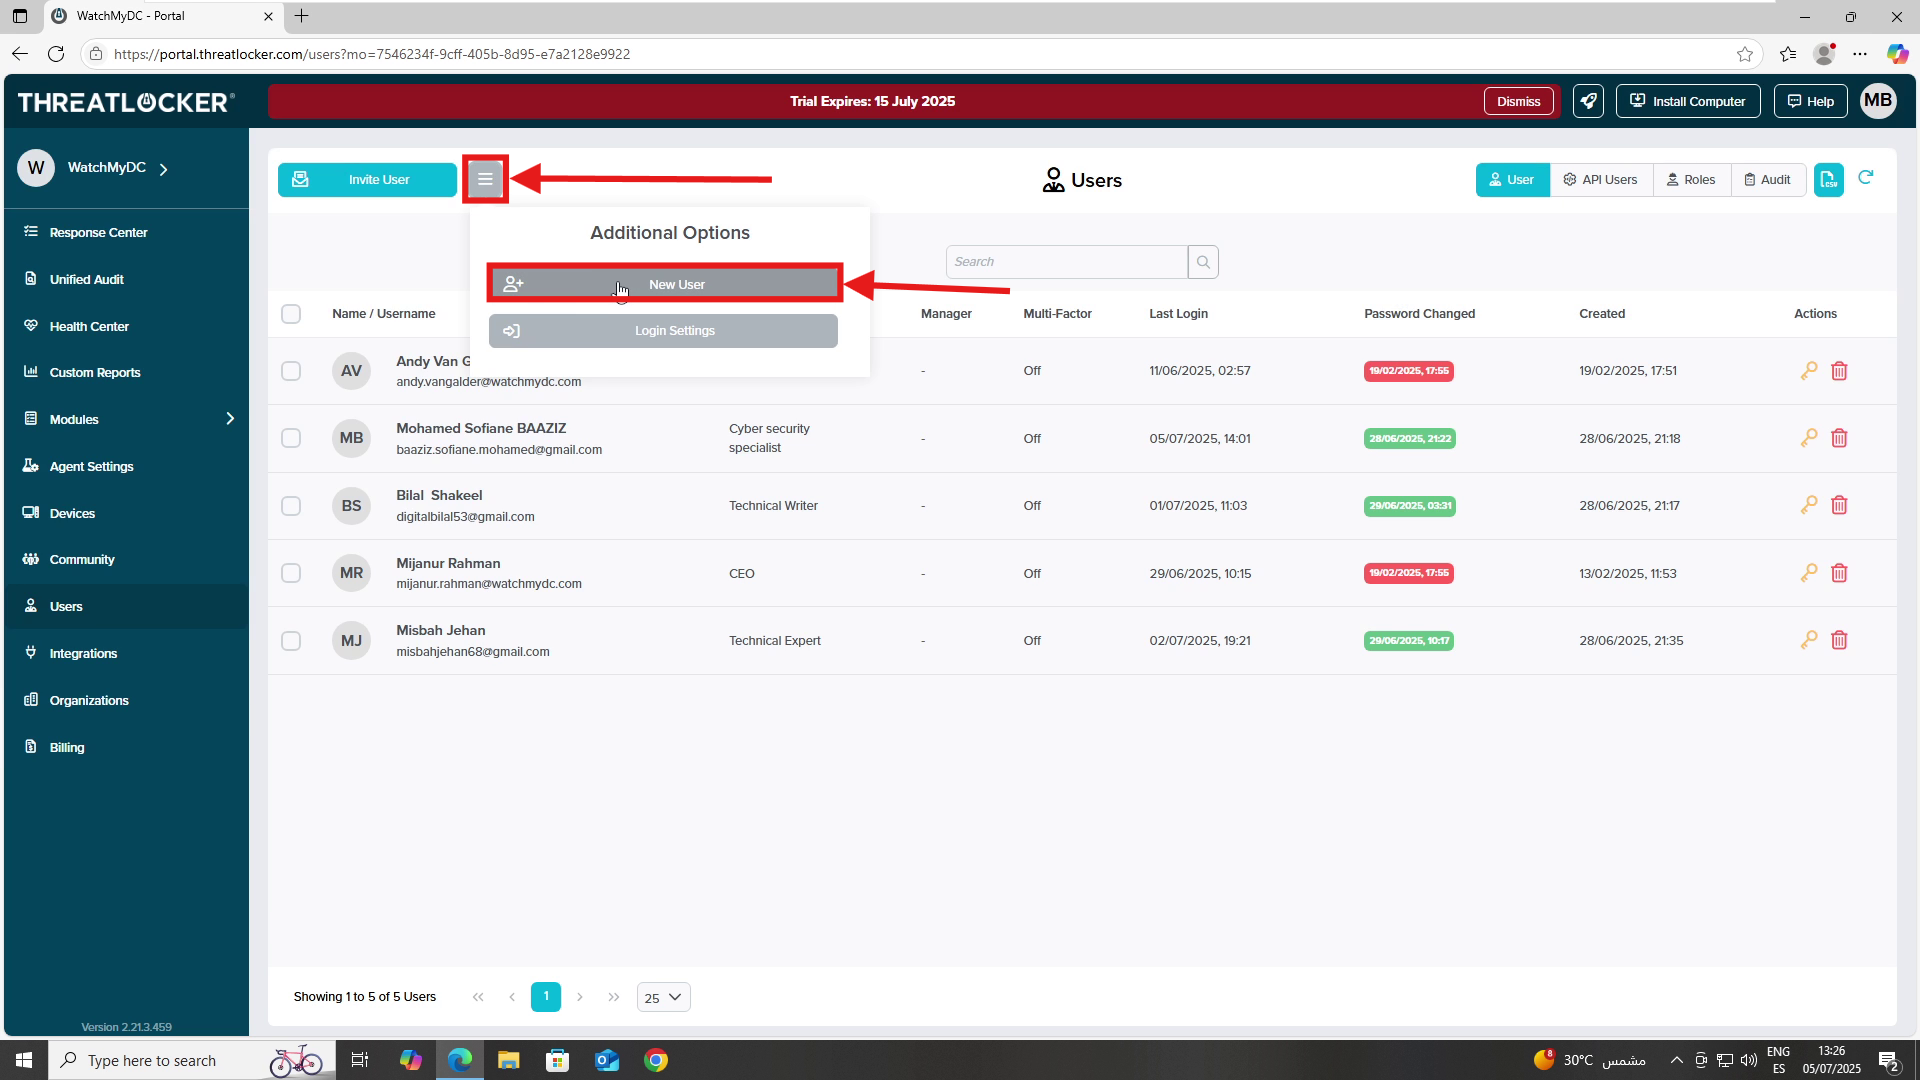 WatchMyDC - Portal
https://portal.threatlocker.com/users?mo=7546234f-9cff-405b-8d95-e7a2128e9922
THREATLOCKER®
Trial Expires: 15 July 2025
Dismiss
Install Computer
Help
MB
W
WatchMyDC
Response Center
Unified Audit
Health Center
Custom Reports
Modules
Agent Settings
Devices
Community
Users
Integrations
Organizations
Billing
Version 2.21.3.459
Invite User
Users
User
API Users
Roles
Audit
CSV
Additional Options
New User
Login Settings
Search
Name / Username Manager Multi-Factor Last Login Password Changed Created Actions
AV
Andy Van G
andy.vangalder@watchmydc.com
- Off 11/06/2025, 02:57 19/02/2025, 17:55 19/02/2025, 17:51
MB
Mohamed Sofiane BAAZIZ
baaziz.sofiane.mohamed@gmail.com
Cyber security
specialist
- Off 05/07/2025, 14:01 28/06/2025, 21:22 28/06/2025, 21:18
BS
Bilal Shakeel
digitalbilal53@gmail.com
Technical Writer - Off 01/07/2025, 11:03 29/06/2025, 03:31 28/06/2025, 21:17
MR
Mijanur Rahman
mijanur.rahman@watchmydc.com
CEO - Off 29/06/2025, 10:15 19/02/2025, 17:55 13/02/2025, 11:53
MJ
Misbah Jehan
misbahjehan68@gmail.com
Technical Expert - Off 02/07/2025, 19:21 29/06/2025, 10:17 28/06/2025, 21:35
Showing 1 to 5 of 5 Users
1
25
Type here to search
8
30°C مشمس
ENG
ES
13:26
05/07/2025
2